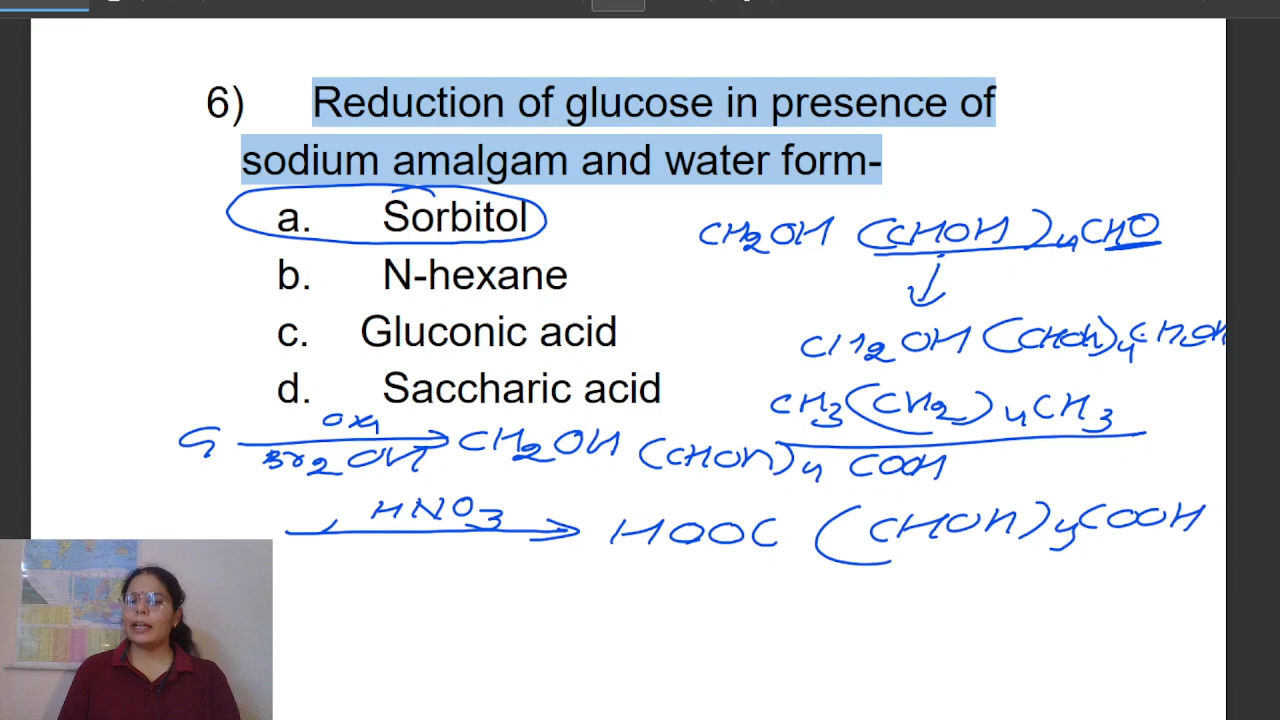 6) Reduction of glucose in presence of
sodium amalgam and water form-
a. Sorbitol
b. N-hexane
c. Gluconic acid
d. Saccharic acid
CH2OH (CHOH)4CHO
CH2OH (CHOH)4CH2OH
CH3(CH2)4CH3
G
Br2 OH CH2OH (CHOH)4 COOH
HNO3 HOOC (CHOH)4COOH